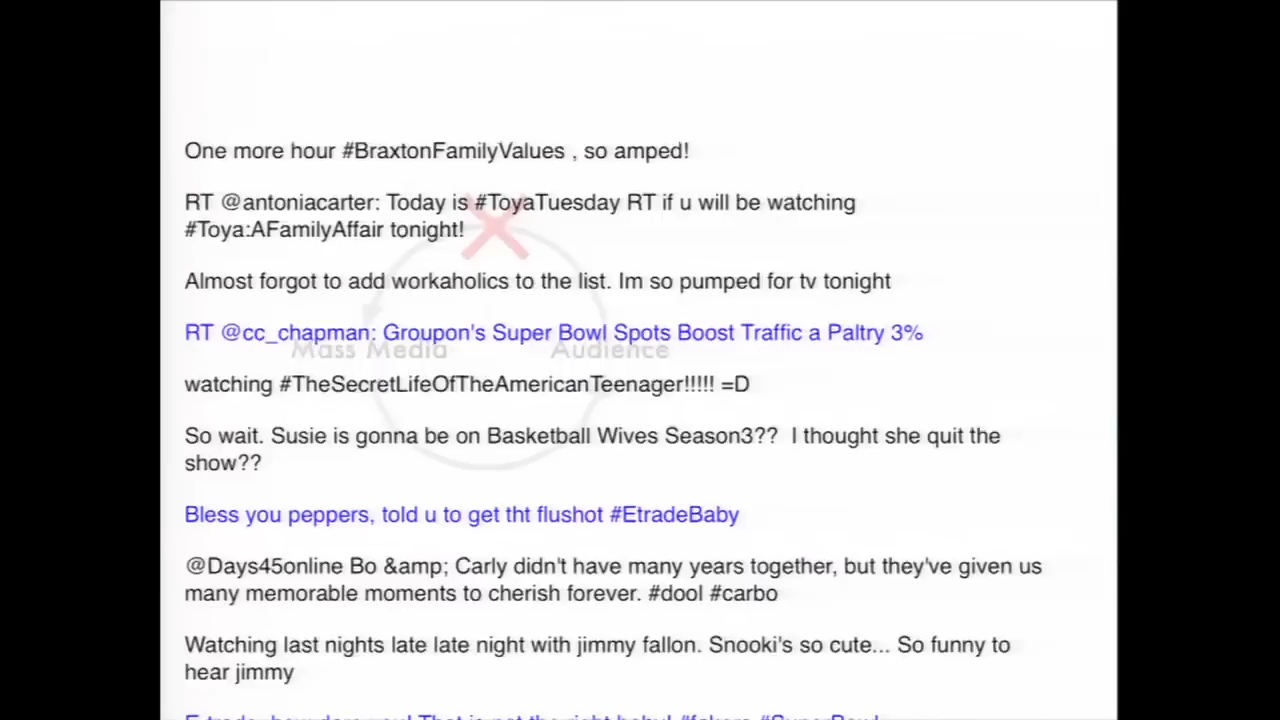 One more hour #BraxtonFamilyValues , so amped!
RT @antoniacarter: Today is #ToyaTuesday RT if u will be watching
#Toya:AFamilyAffair tonight!
Almost forgot to add workaholics to the list. Im so pumped for tv tonight
RT @cc_chapman: Groupon's Super Bowl Spots Boost Traffic a Paltry 3%
Mass Media
Audience
watching #TheSecretLifeOfTheAmericanTeenager!!!!! =D
So wait. Susie is gonna be on Basketball Wives Season3??  I thought she quit the
show??
Bless you peppers, told u to get tht flushot #EtradeBaby
@Days45online Bo &amp; Carly didn't have many years together, but they've given us
many memorable moments to cherish forever. #dool #carbo
Watching last nights late late night with jimmy fallon. Snooki's so cute... So funny to
hear jimmy